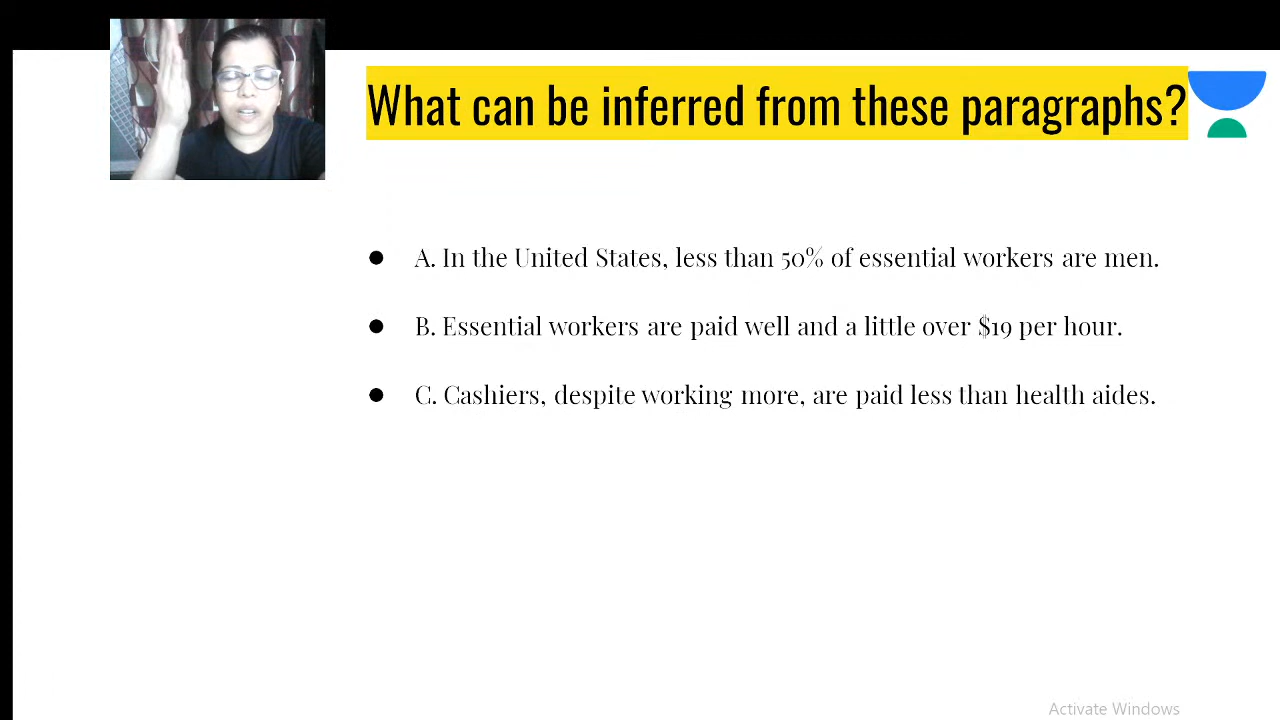 What can be inferred from these paragraphs?
● A. In the United States, less than 50% of essential workers are men.
● B. Essential workers are paid well and a little over $19 per hour.
● C. Cashiers, despite working more, are paid less than health aides.
Activate Windows